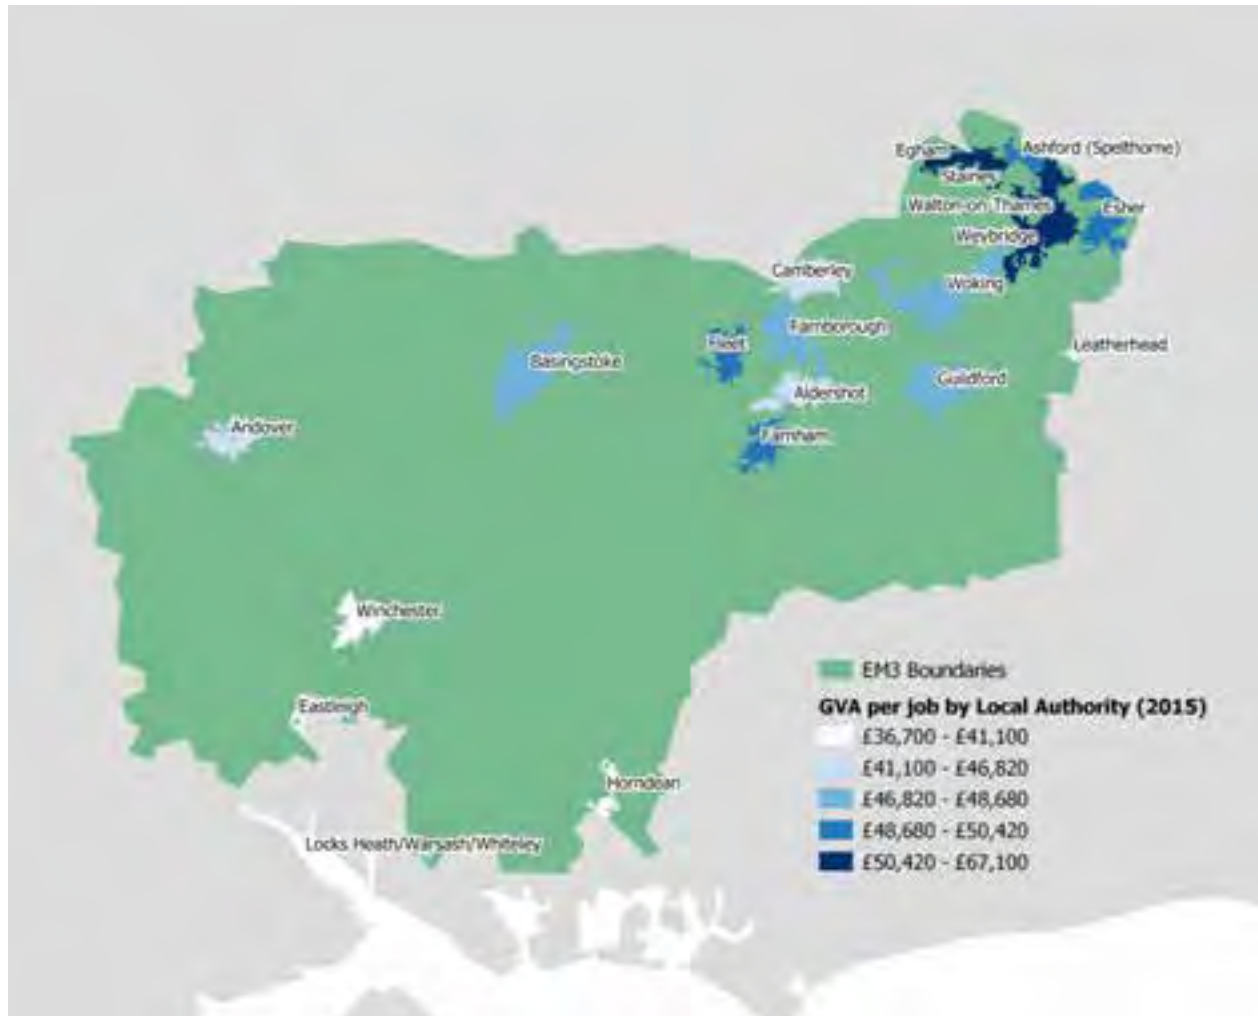 Egham
Ashford (Spelthorne)
Staines
Walton-on-Thames
Esher
Weybridge
Camberley
Woking
Farnborough
Fleet
Leatherhead
Basingstoke
Guildford
Aldershot
Andover
Farnham
Winchester
EM3 Boundaries
Eastleigh
GVA per job by Local Authority (2015)
£36,700 - £41,100
£41,100 - £46,820
Horndean
£46,820 - £48,680
£48,680 - £50,420
Locks Heath/Warsash/Whiteley
£50,420 - £67,100